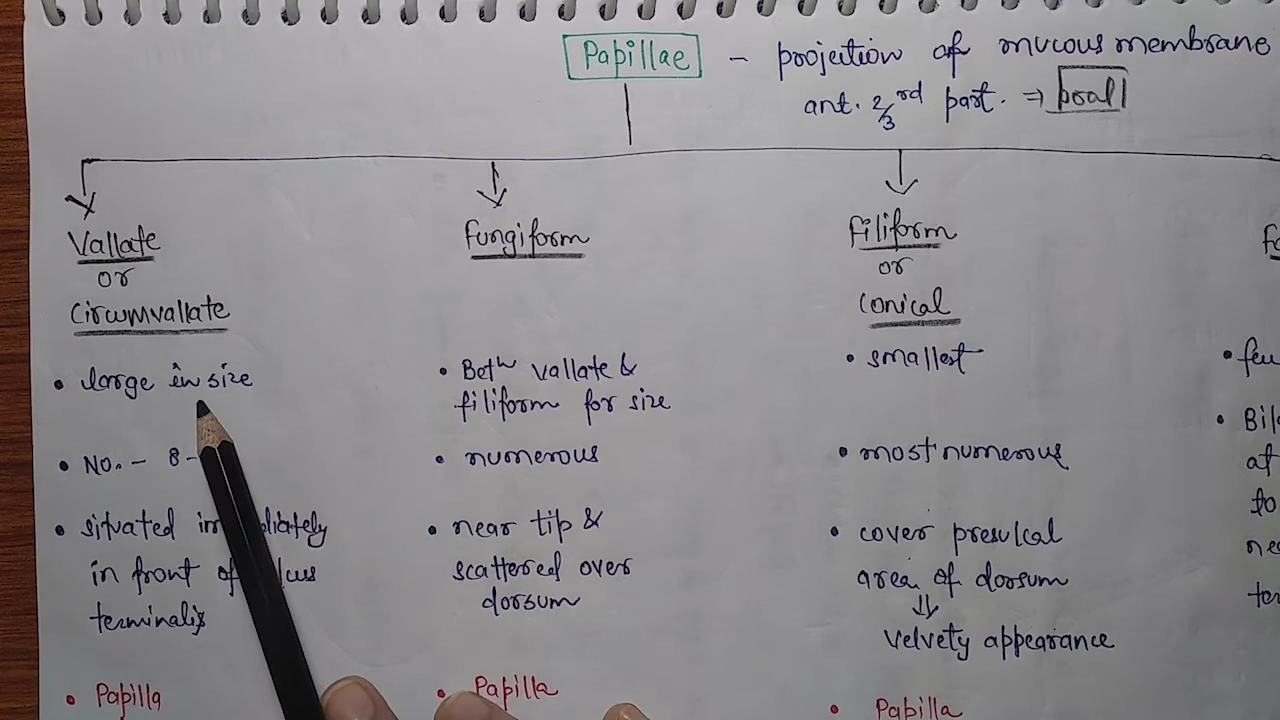 Papillae - projection of mucous membrane
ant. 2/3rd part. ⇒ oral
Vallate
or
Circumvallate
• large in size
• No. - 8-
• situated immediately
in front of
terminalis
• Papilla
Fungiform
• Betⁿ vallate &
filiform for size
• numerous
• near tip &
scattered over
dorsum
• Papilla
Filiform
or
Conical
• smallest
• most numerous
• cover presulcal
area of dorsum
⇓
velvety appearance
• Papilla